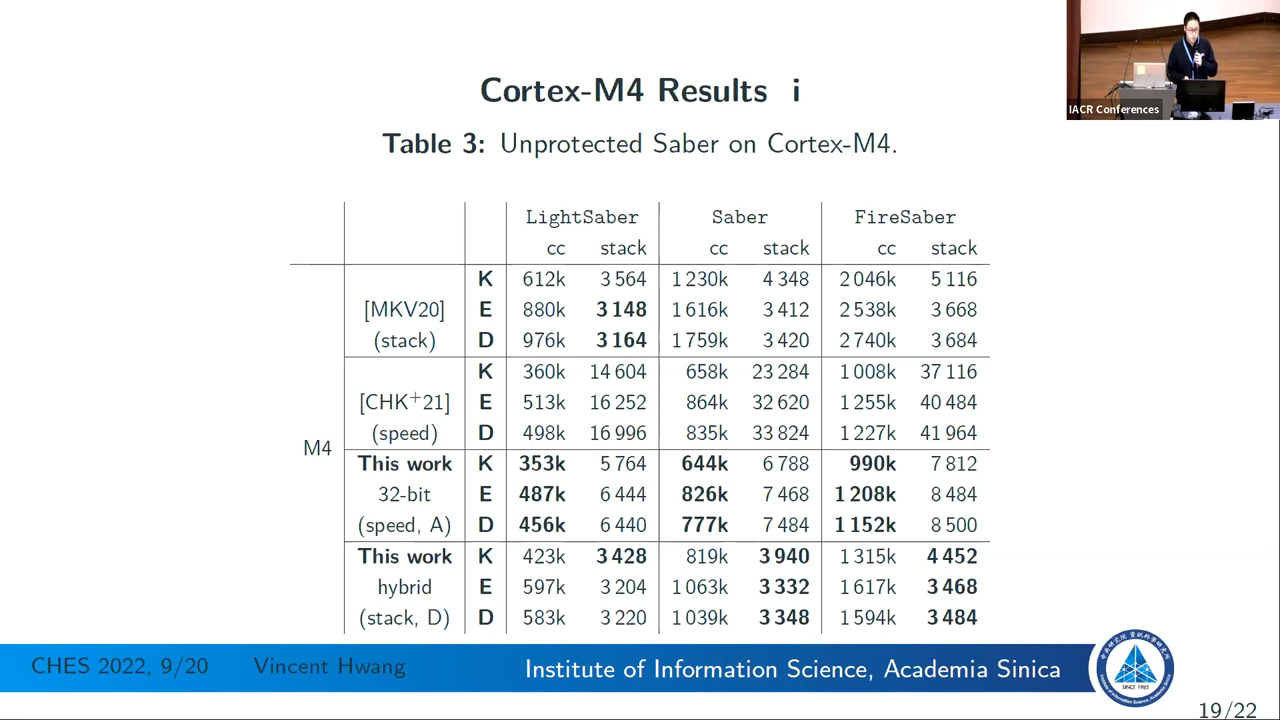 IACR Conferences
Cortex-M4 Results i
Table 3: Unprotected Saber on Cortex-M4.
LightSaber Saber FireSaber
cc stack cc stack cc stack
K 612k 3 564 1 230k 4 348 2 046k 5 116
[MKV20] E 880k 3 148 1 616k 3 412 2 538k 3 668
(stack) D 976k 3 164 1 759k 3 420 2 740k 3 684
K 360k 14 604 658k 23 284 1 008k 37 116
[CHK+21] E 513k 16 252 864k 32 620 1 255k 40 484
(speed) D 498k 16 996 835k 33 824 1 227k 41 964
M4
This work K 353k 5 764 644k 6 788 990k 7 812
32-bit E 487k 6 444 826k 7 468 1 208k 8 484
(speed, A) D 456k 6 440 777k 7 484 1 152k 8 500
This work K 423k 3 428 819k 3 940 1 315k 4 452
hybrid E 597k 3 204 1 063k 3 332 1 617k 3 468
(stack, D) D 583k 3 220 1 039k 3 348 1 594k 3 484
CHES 2022, 9/20 Vincent Hwang Institute of Information Science, Academia Sinica
SINCE 1982
19/22